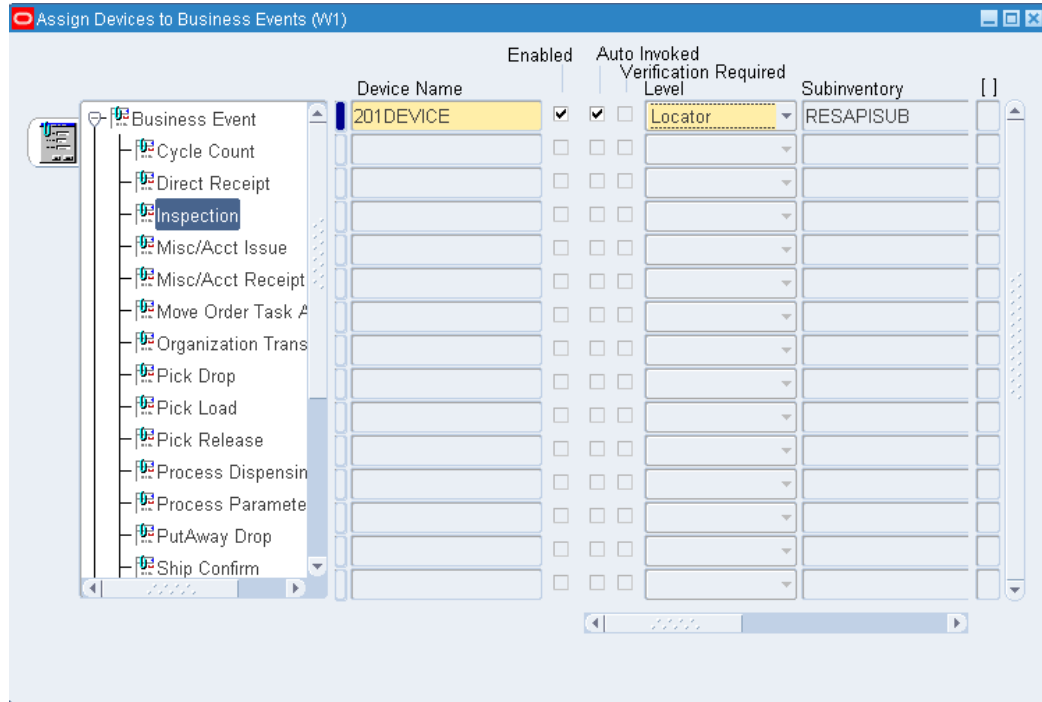 Assign Devices to Business Events (W1)
Enabled
Auto Invoked
Verification Required
Device Name
Level
Subinventory
[ ]
Business Event
201DEVICE
Locator
RESAPISUB
Cycle Count
Direct Receipt
Inspection
Misc/Acct Issue
Misc/Acct Receipt
Move Order Task A
Organization Trans
Pick Drop
Pick Load
Pick Release
Process Dispensin
Process Paramete
PutAway Drop
Ship Confirm